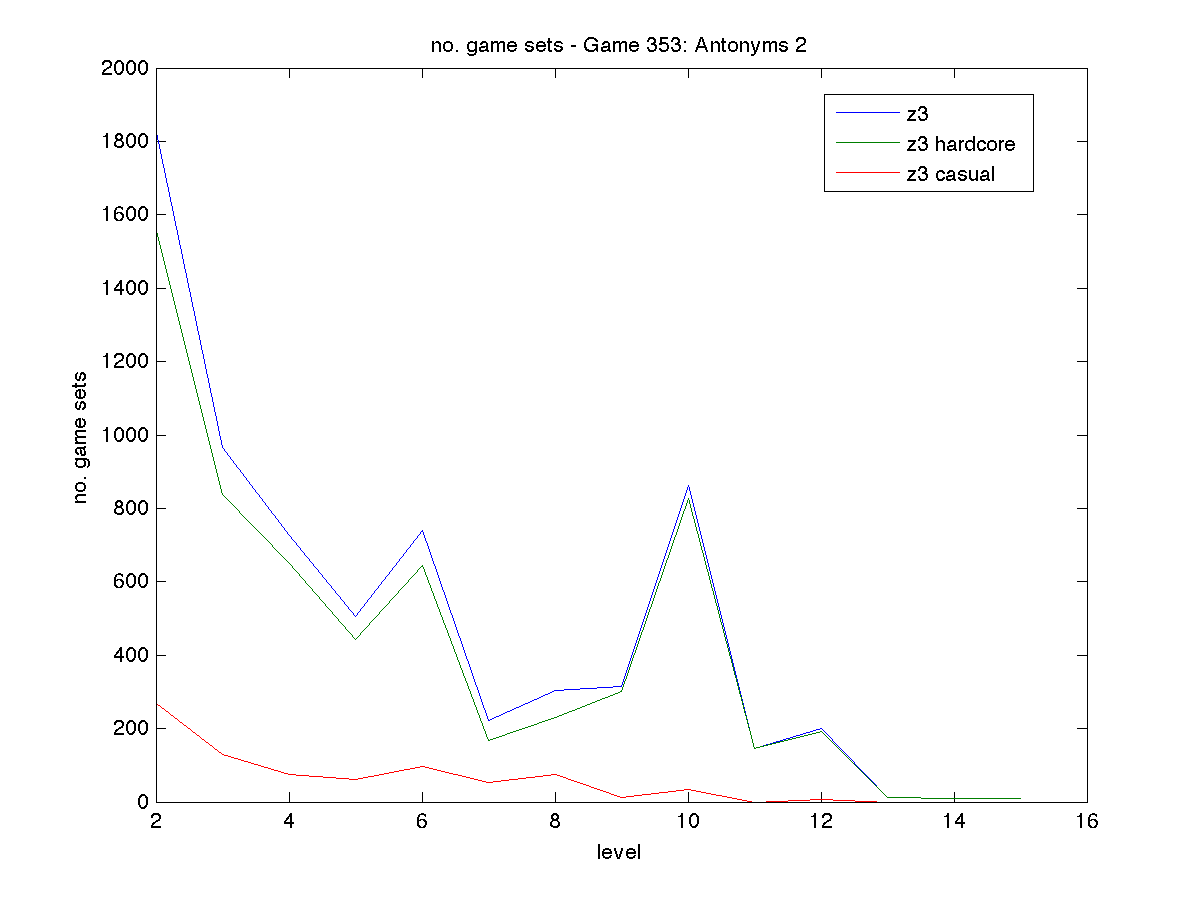 no. game sets - Game 353: Antonyms 2
2000
1800
1600
1400
1200
1000
800
600
400
200
0
no. game sets
z3
z3 hardcore
z3 casual
2 4 6 8 10 12 14 16
level